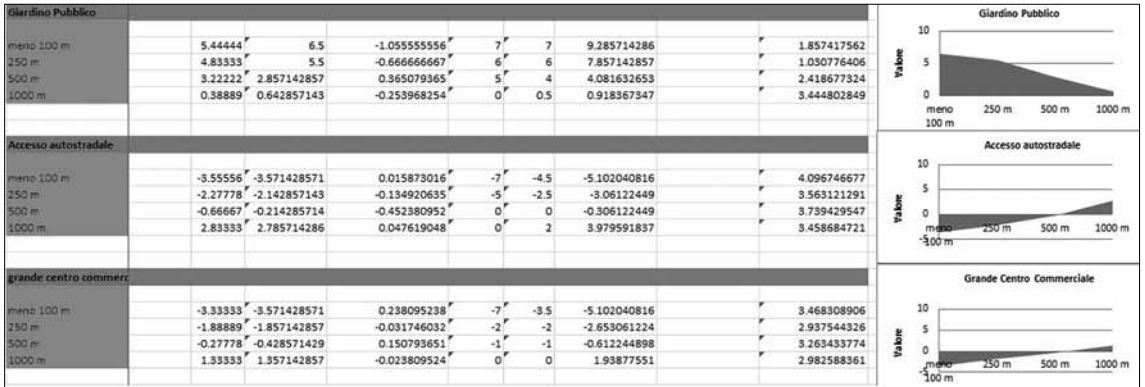 Giardino Pubblico
meno 100 m 5.44444 6.5 -1.055555556 7 7 9.285714286 1.857417562
250 m 4.83333 5.5 -0.666666667 6 6 7.857142857 1.030776406
500 m 3.22222 2.857142857 0.365079365 5 4 4.081632653 2.418677324
1000 m 0.38889 0.642857143 -0.253968254 0 0.5 0.918367347 3.444802849
Accesso autostradale
meno 100 m -3.55556 -3.571428571 0.015873016 -7 -4.5 -5.102040816 4.096746677
250 m -2.27778 -2.142857143 -0.134920635 -5 -2.5 -3.06122449 3.563121291
500 m -0.66667 -0.214285714 -0.452380952 0 0 -0.306122449 3.739429547
1000 m 2.83333 2.785714286 0.047619048 0 2 3.979591837 3.458684721
grande centro commerc
meno 100 m -3.33333 -3.571428571 0.238095238 -7 -3.5 -5.102040816 3.468308906
250 m -1.88889 -1.857142857 -0.031746032 -2 -2 -2.653061224 2.937544326
500 m -0.27778 -0.428571429 0.150793651 -1 -1 -0.612244898 3.263433774
1000 m 1.33333 1.357142857 -0.023809524 0 0 1.93877551 2.982588361
Giardino Pubblico
10
Valore
5
0
meno 250 m 500 m 1000 m
100 m
Accesso autostradale
10
Valore
5
0
meno 250 m 500 m 1000 m
-5 100 m
Grande Centro Commerciale
10
Valore
5
0
meno 250 m 500 m 1000 m
-5 100 m